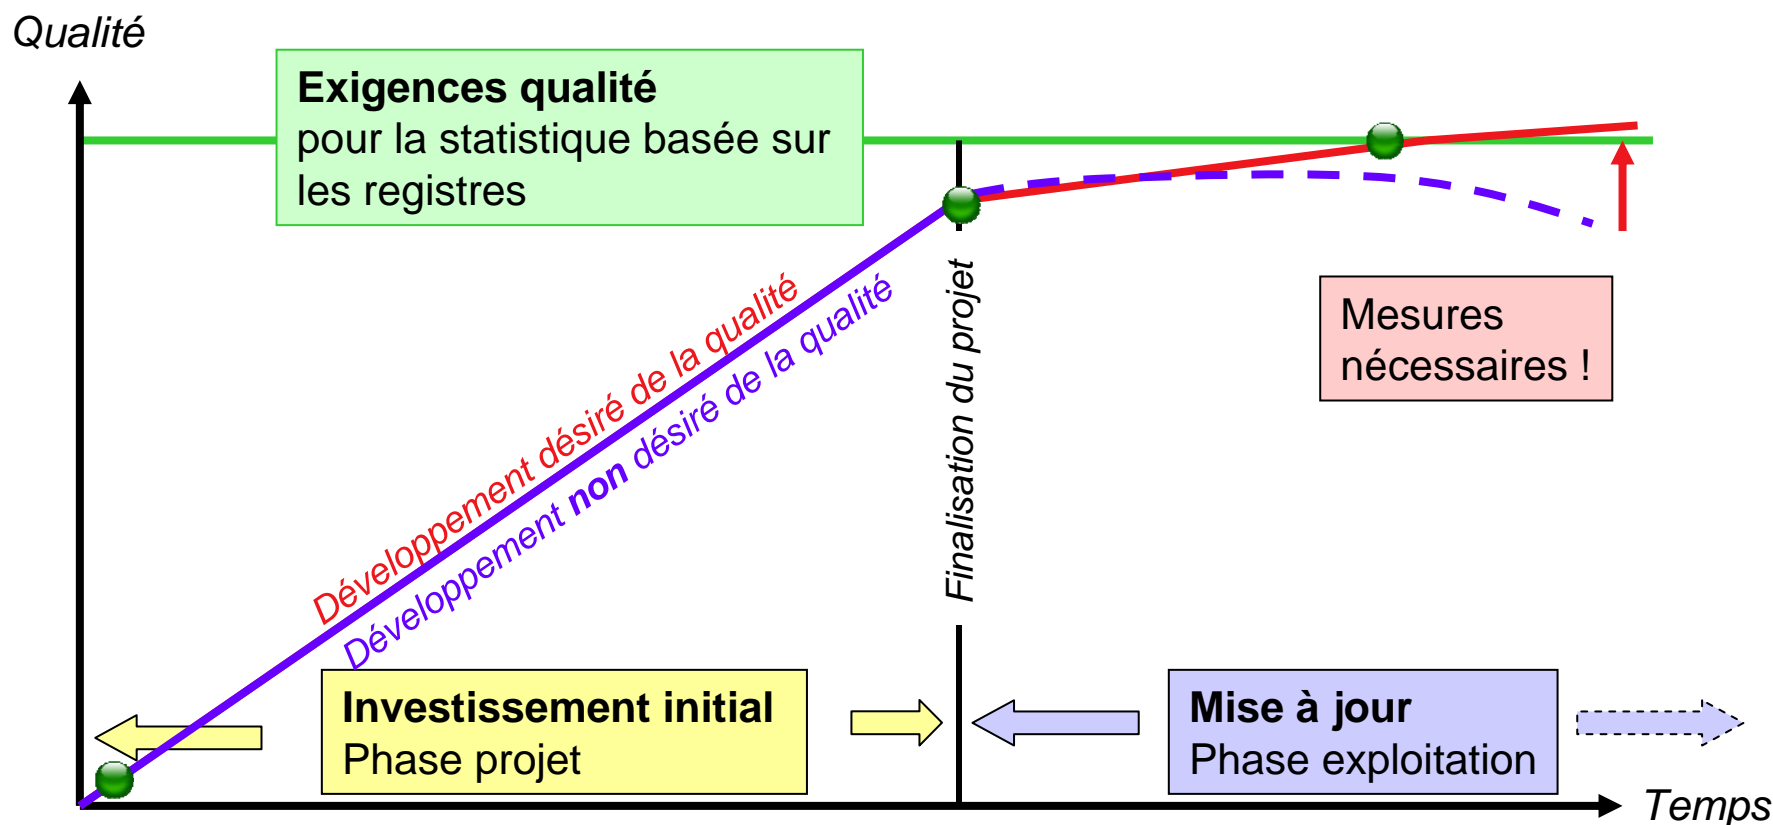 Qualité
Exigences qualité
pour la statistique basée sur
les registres
Développement désiré de la qualité
Développement non désiré de la qualité
Finalisation du projet
Mesures
nécessaires !
Investissement initial
Phase projet
Mise à jour
Phase exploitation
Temps